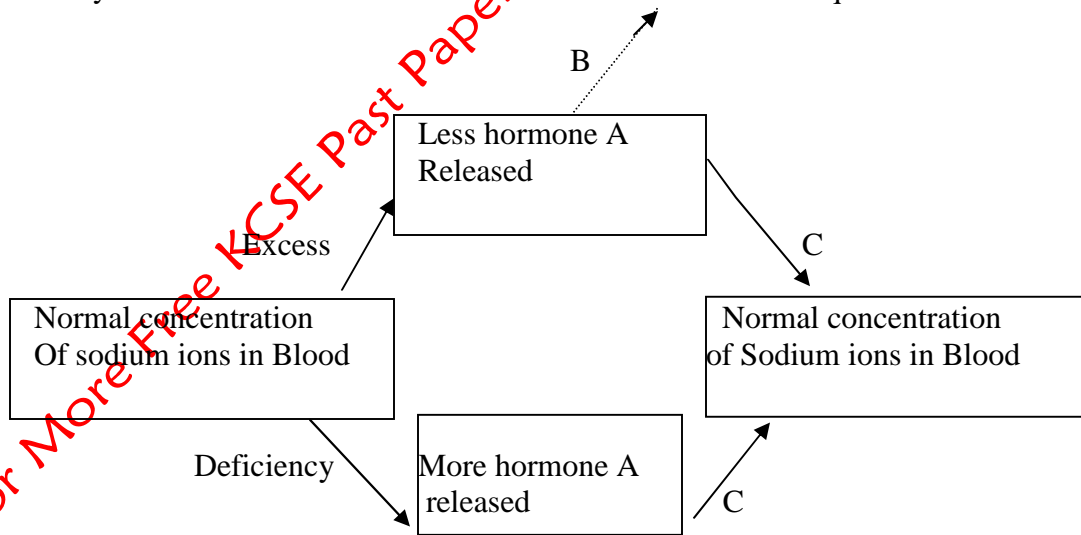 For More Free KCSE Past Papers
B
Less hormone A
Released
Excess
C
Normal concentration
Of sodium ions in Blood
Normal concentration
of Sodium ions in Blood
Deficiency
More hormone A
released
C